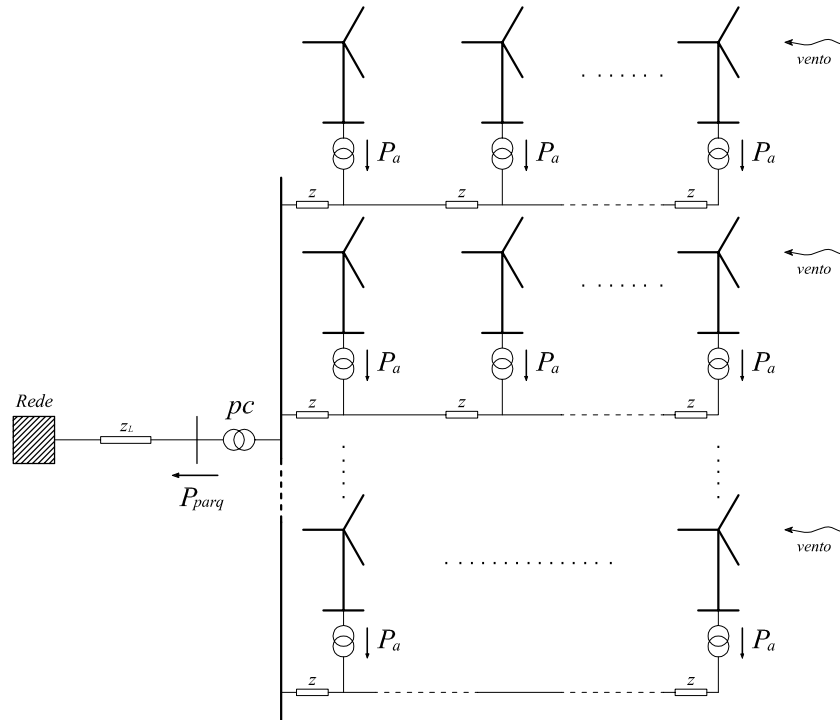 vento
P_a P_a P_a
z z z
vento
P_a P_a P_a
z z z
Rede
z_L
pc
P_parq
vento
P_a P_a
z z